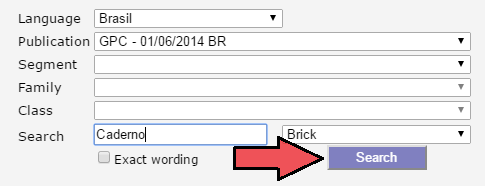 Language Brasil
Publication GPC - 01/06/2014 BR
Segment
Family
Class
Search Caderno Brick
Exact wording Search